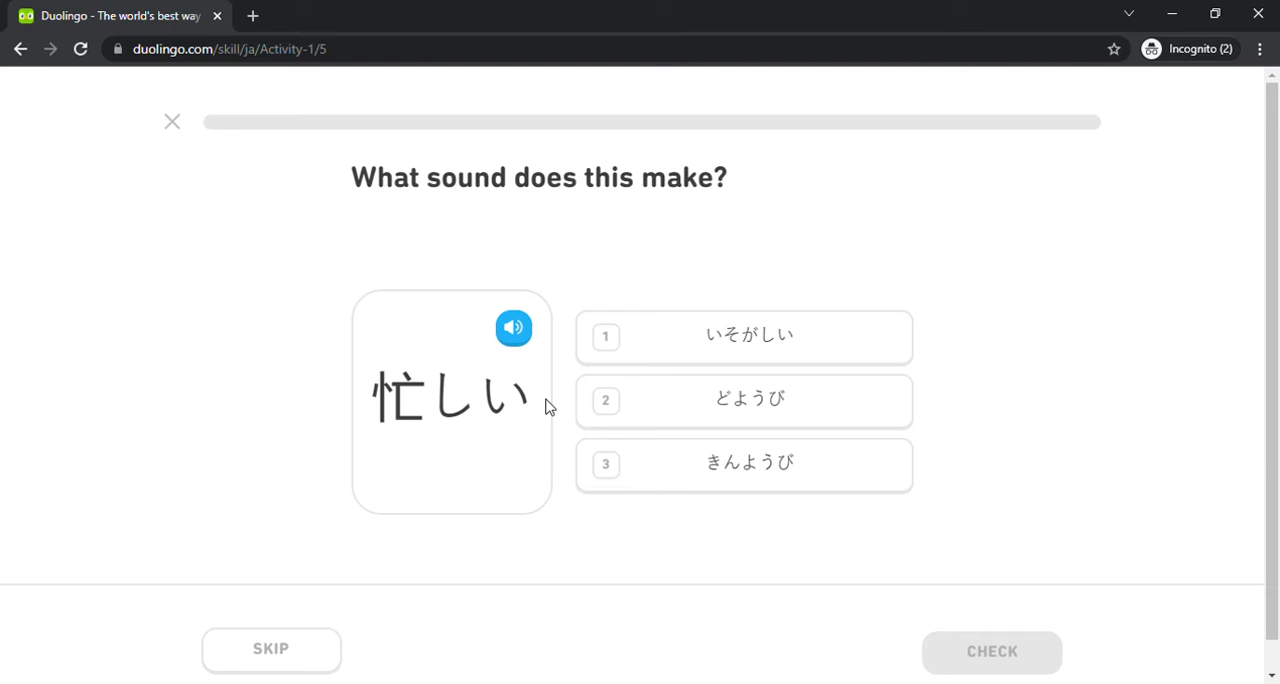 Duolingo - The world's best way
duolingo.com/skill/ja/Activity-1/5
Incognito (2)
What sound does this make?
忙しい
1 いそがしい
2 どようび
3 きんようび
SKIP
CHECK